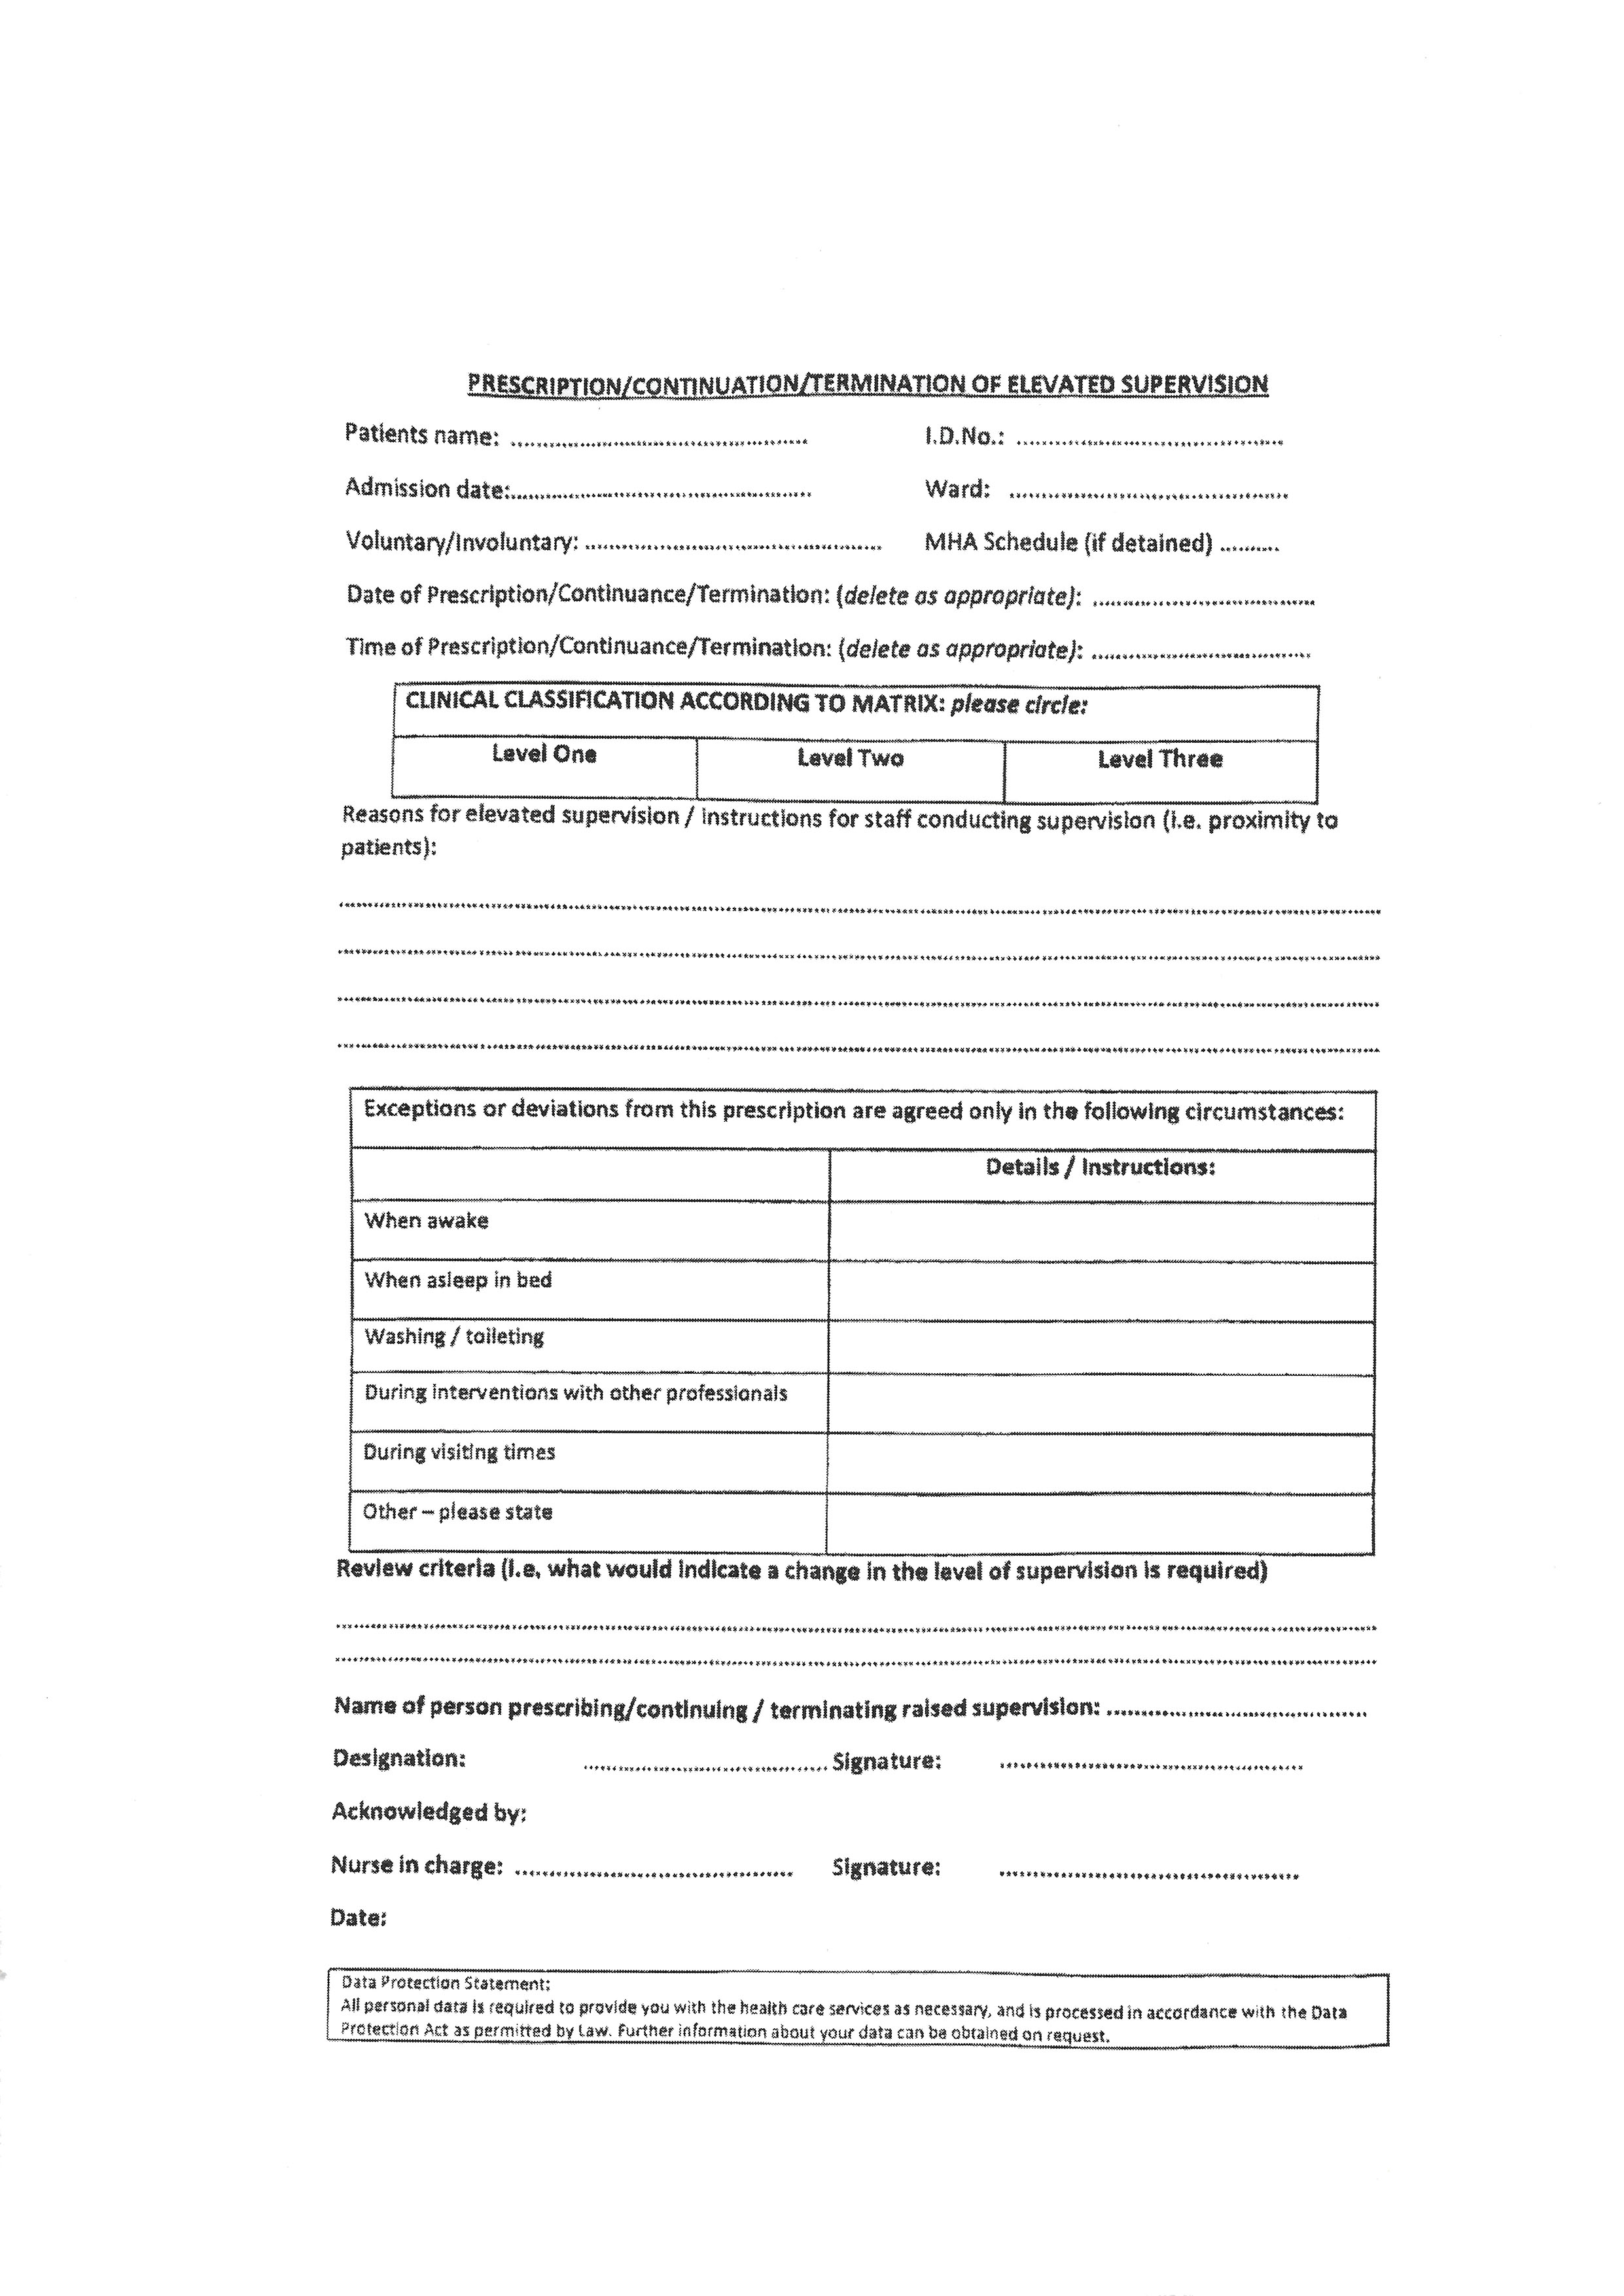 PRESCRIPTION/CONTINUATION/TERMINATION OF ELEVATED SUPERVISION
Patients name: ............................................... I.D.No.: ...........................................
Admission date:............................................... Ward: ............................................
Voluntary/Involuntary: ............................................... MHA Schedule (if detained) ..........
Date of Prescription/Continuance/Termination: (delete as appropriate): ...................................
Time of Prescription/Continuance/Termination: (delete as appropriate): ...................................
CLINICAL CLASSIFICATION ACCORDING TO MATRIX: please circle:
Level One Level Two Level Three
Reasons for elevated supervision / instructions for staff conducting supervision (i.e. proximity to
patients):
Exceptions or deviations from this prescription are agreed only in the following circumstances:
Details / Instructions:
When awake
When asleep in bed
Washing / toileting
During interventions with other professionals
During visiting times
Other – please state
Review criteria (i.e. what would indicate a change in the level of supervision is required)
Name of person prescribing/continuing / terminating raised supervision: .........................................
Designation: ....................................... Signature: ................................................
Acknowledged by:
Nurse in charge: ............................................ Signature: ................................................
Date:
Data Protection Statement:
All personal data is required to provide you with the health care services as necessary, and is processed in accordance with the Data
Protection Act as permitted by Law. Further information about your data can be obtained on request.